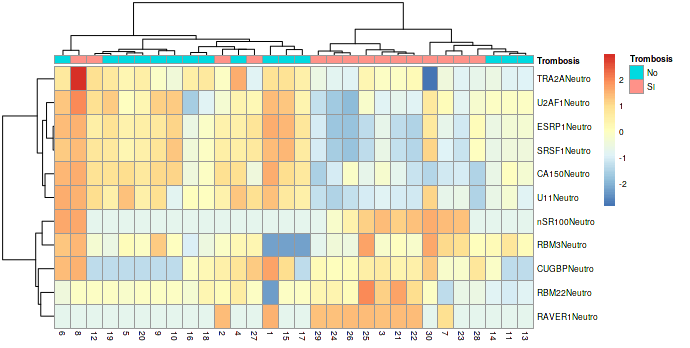 Trombosis
TRA2ANeutro
U2AF1Neutro
ESRP1Neutro
SRSF1Neutro
CA150Neutro
U11Neutro
nSR100Neutro
RBM3Neutro
CUGBPNeutro
RBM22Neutro
RAVER1Neutro
6 8 12 19 5 20 9 10 16 18 2 4 27 1 15 17 29 24 26 25 3 21 22 30 7 23 28 14 11 13
2
1
0
-1
-2
Trombosis
No
Si